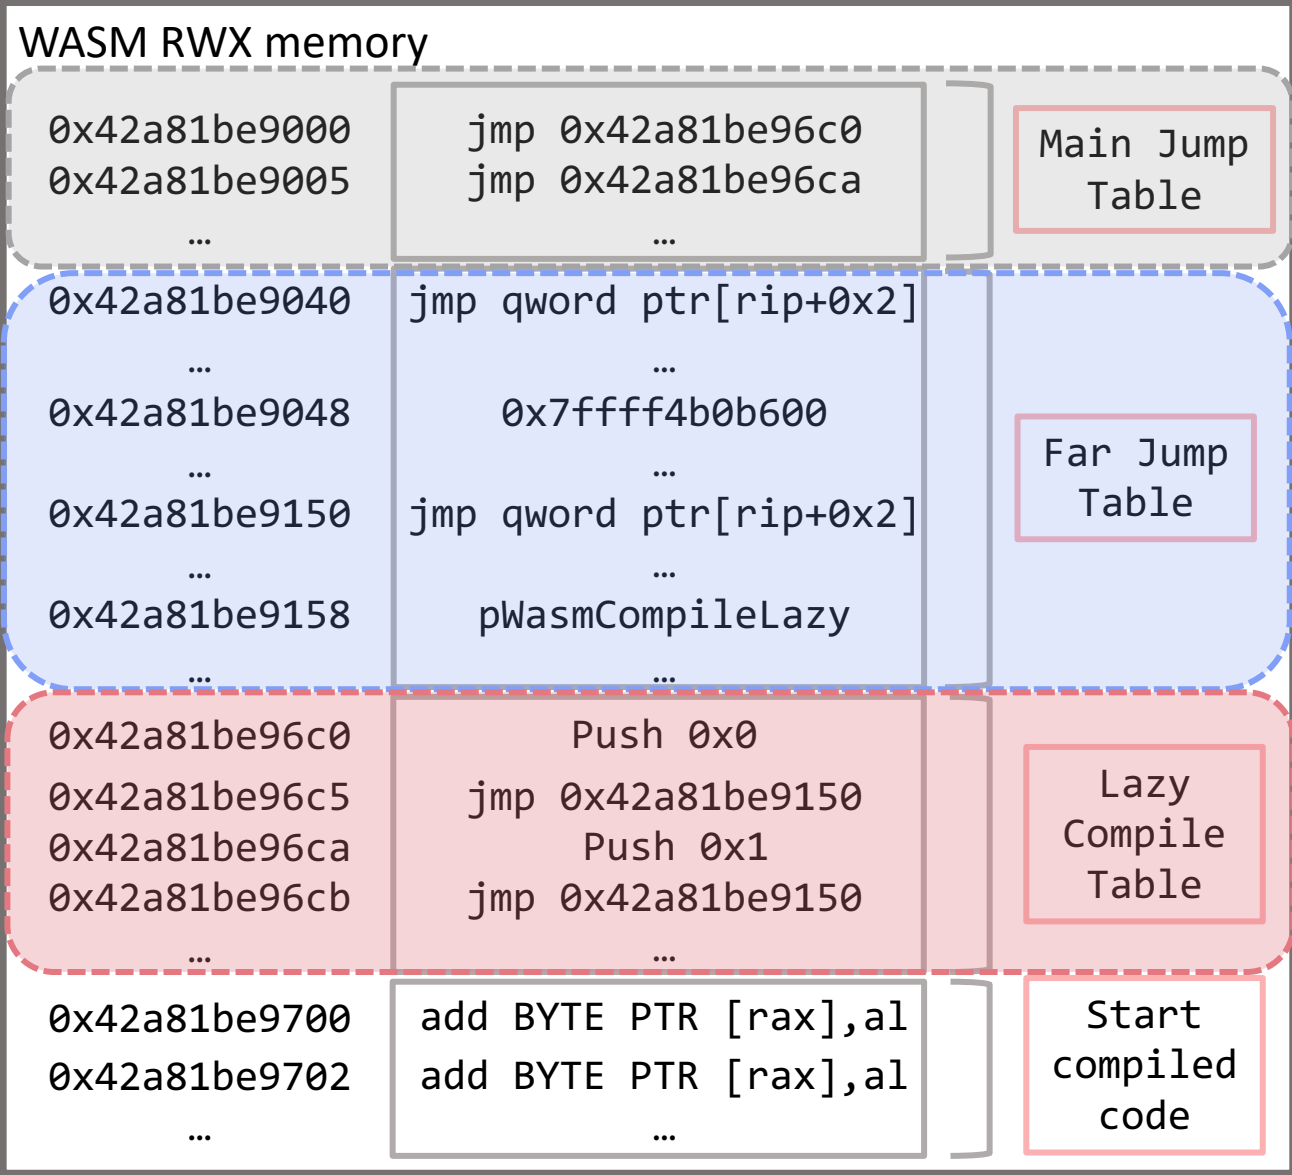 WASM RWX memory
0x42a81be9000 jmp 0x42a81be96c0
0x42a81be9005 jmp 0x42a81be96ca
… …
Main Jump
Table
0x42a81be9040 jmp qword ptr[rip+0x2]
… …
0x42a81be9048 0x7ffff4b0b600
… …
0x42a81be9150 jmp qword ptr[rip+0x2]
… …
0x42a81be9158 pWasmCompileLazy
… …
Far Jump
Table
0x42a81be96c0 Push 0x0
0x42a81be96c5 jmp 0x42a81be9150
0x42a81be96ca Push 0x1
0x42a81be96cb jmp 0x42a81be9150
… …
Lazy
Compile
Table
0x42a81be9700 add BYTE PTR [rax],al
0x42a81be9702 add BYTE PTR [rax],al
… …
Start
compiled
code